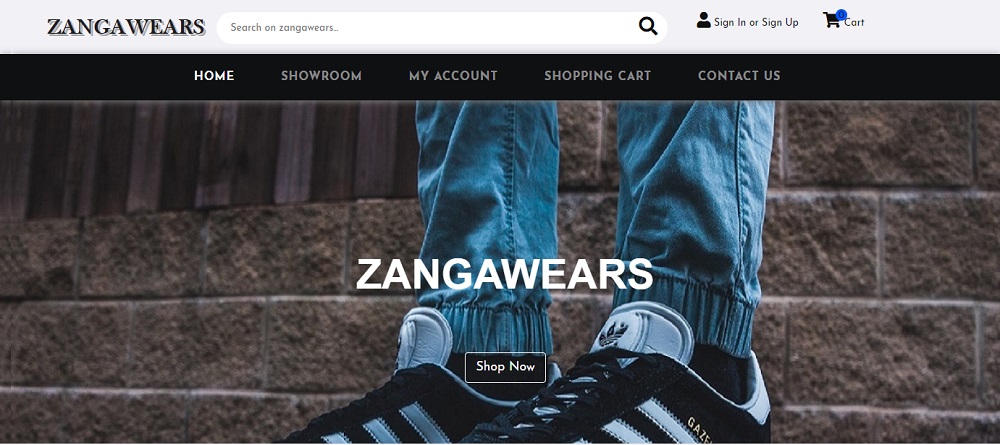 ZANGAWEARS
Search on zangawears...
Sign In or Sign Up
0
Cart
HOME
SHOWROOM
MY ACCOUNT
SHOPPING CART
CONTACT US
ZANGAWEARS
Shop Now